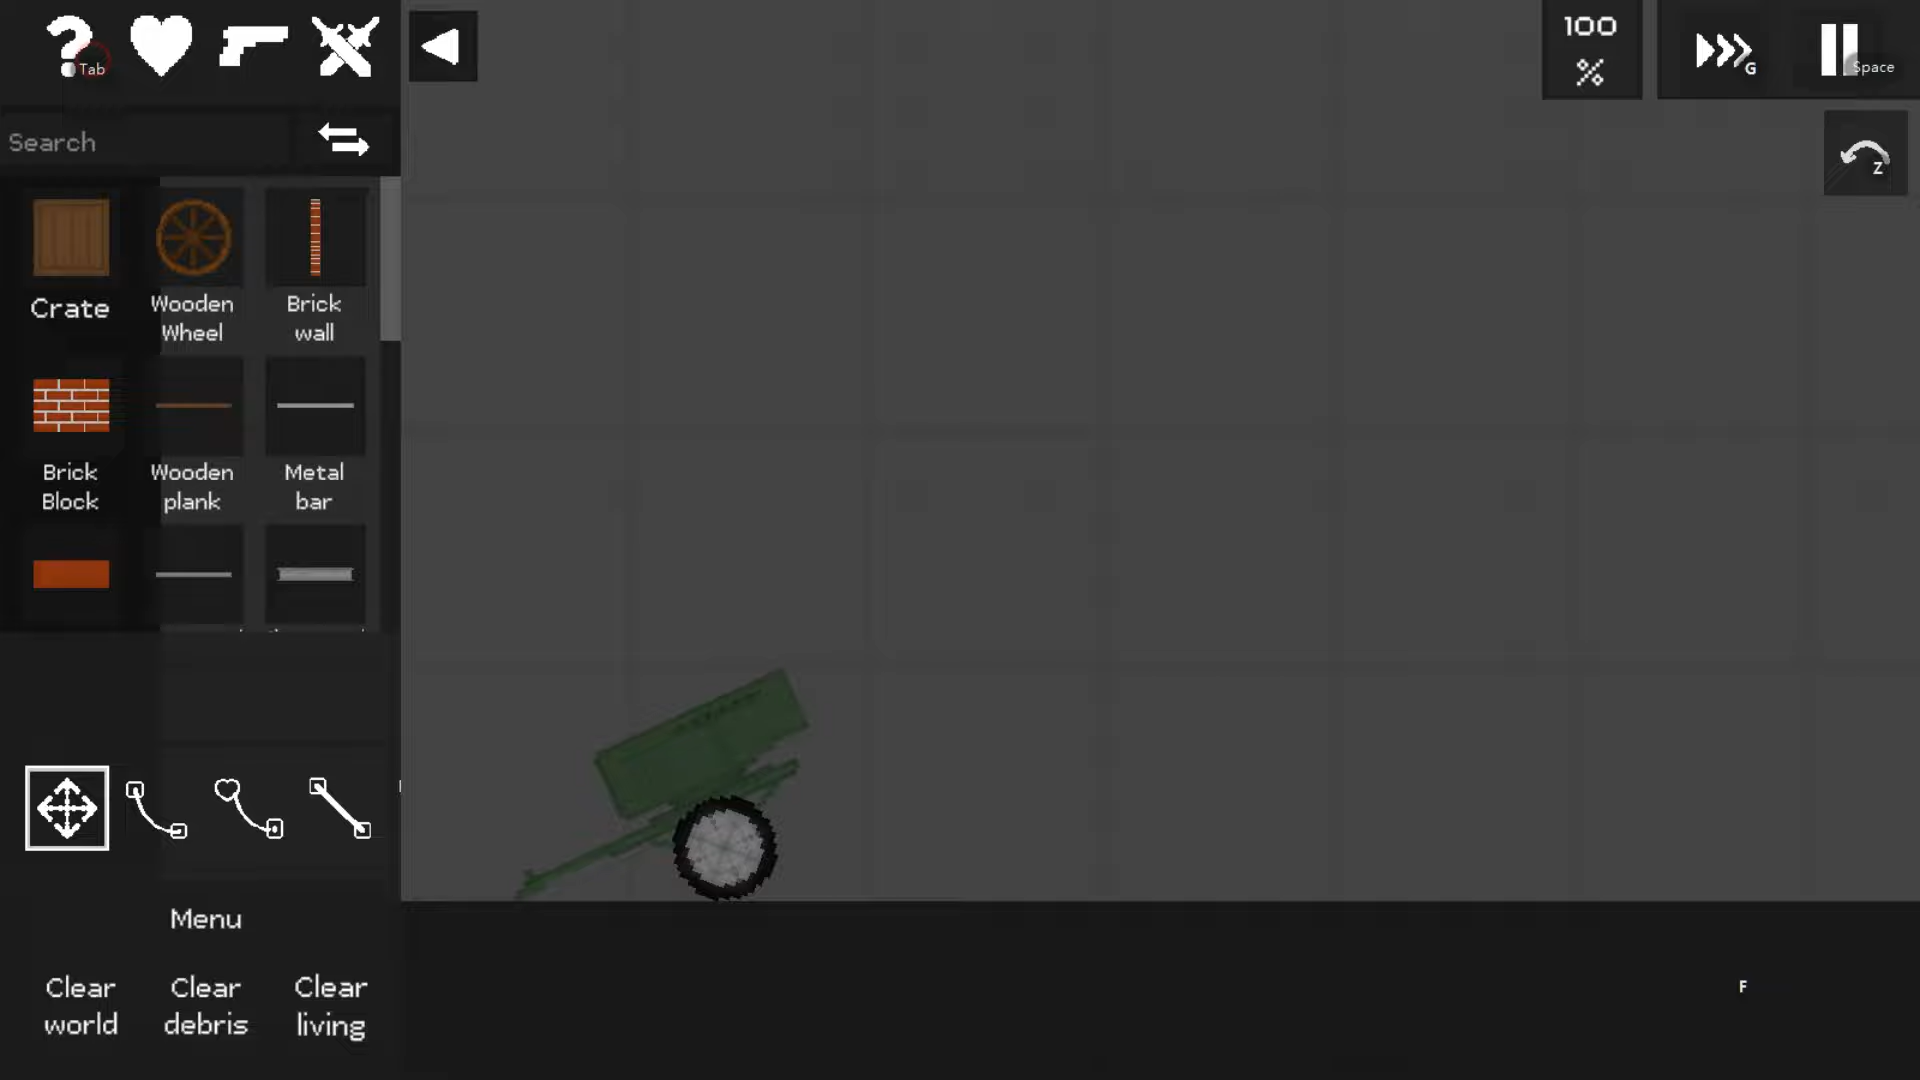 Tab
100
%
G
Space
Search
Z
Crate
Wooden
Wheel
Brick
wall
Brick
Block
Wooden
plank
Metal
bar
Menu
Clear
world
Clear
debris
Clear
living
F